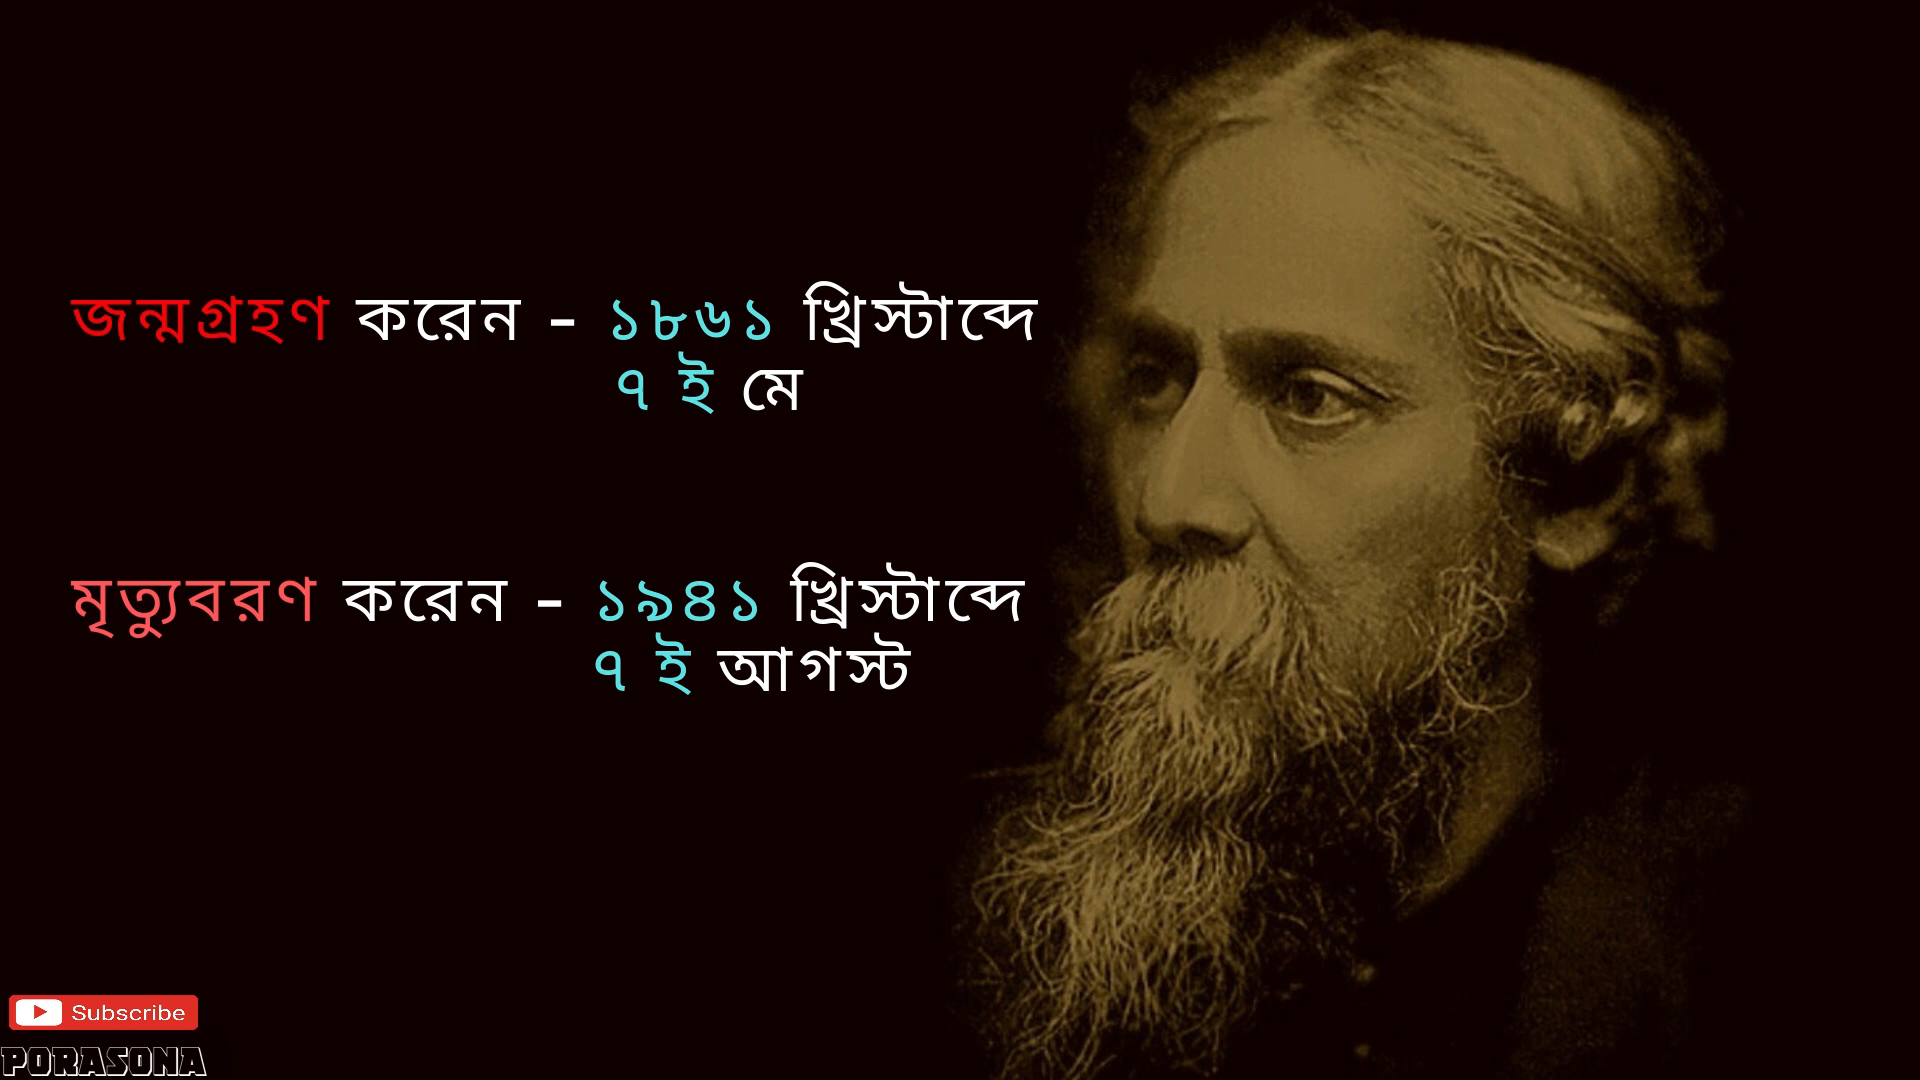 জন্মগ্রহণ করেন - ১৮৬১ খ্রিস্টাব্দে
৭ ই মে
মৃত্যুবরণ করেন - ১৯৪১ খ্রিস্টাব্দে
৭ ই আগস্ট
Subscribe
PORASONA